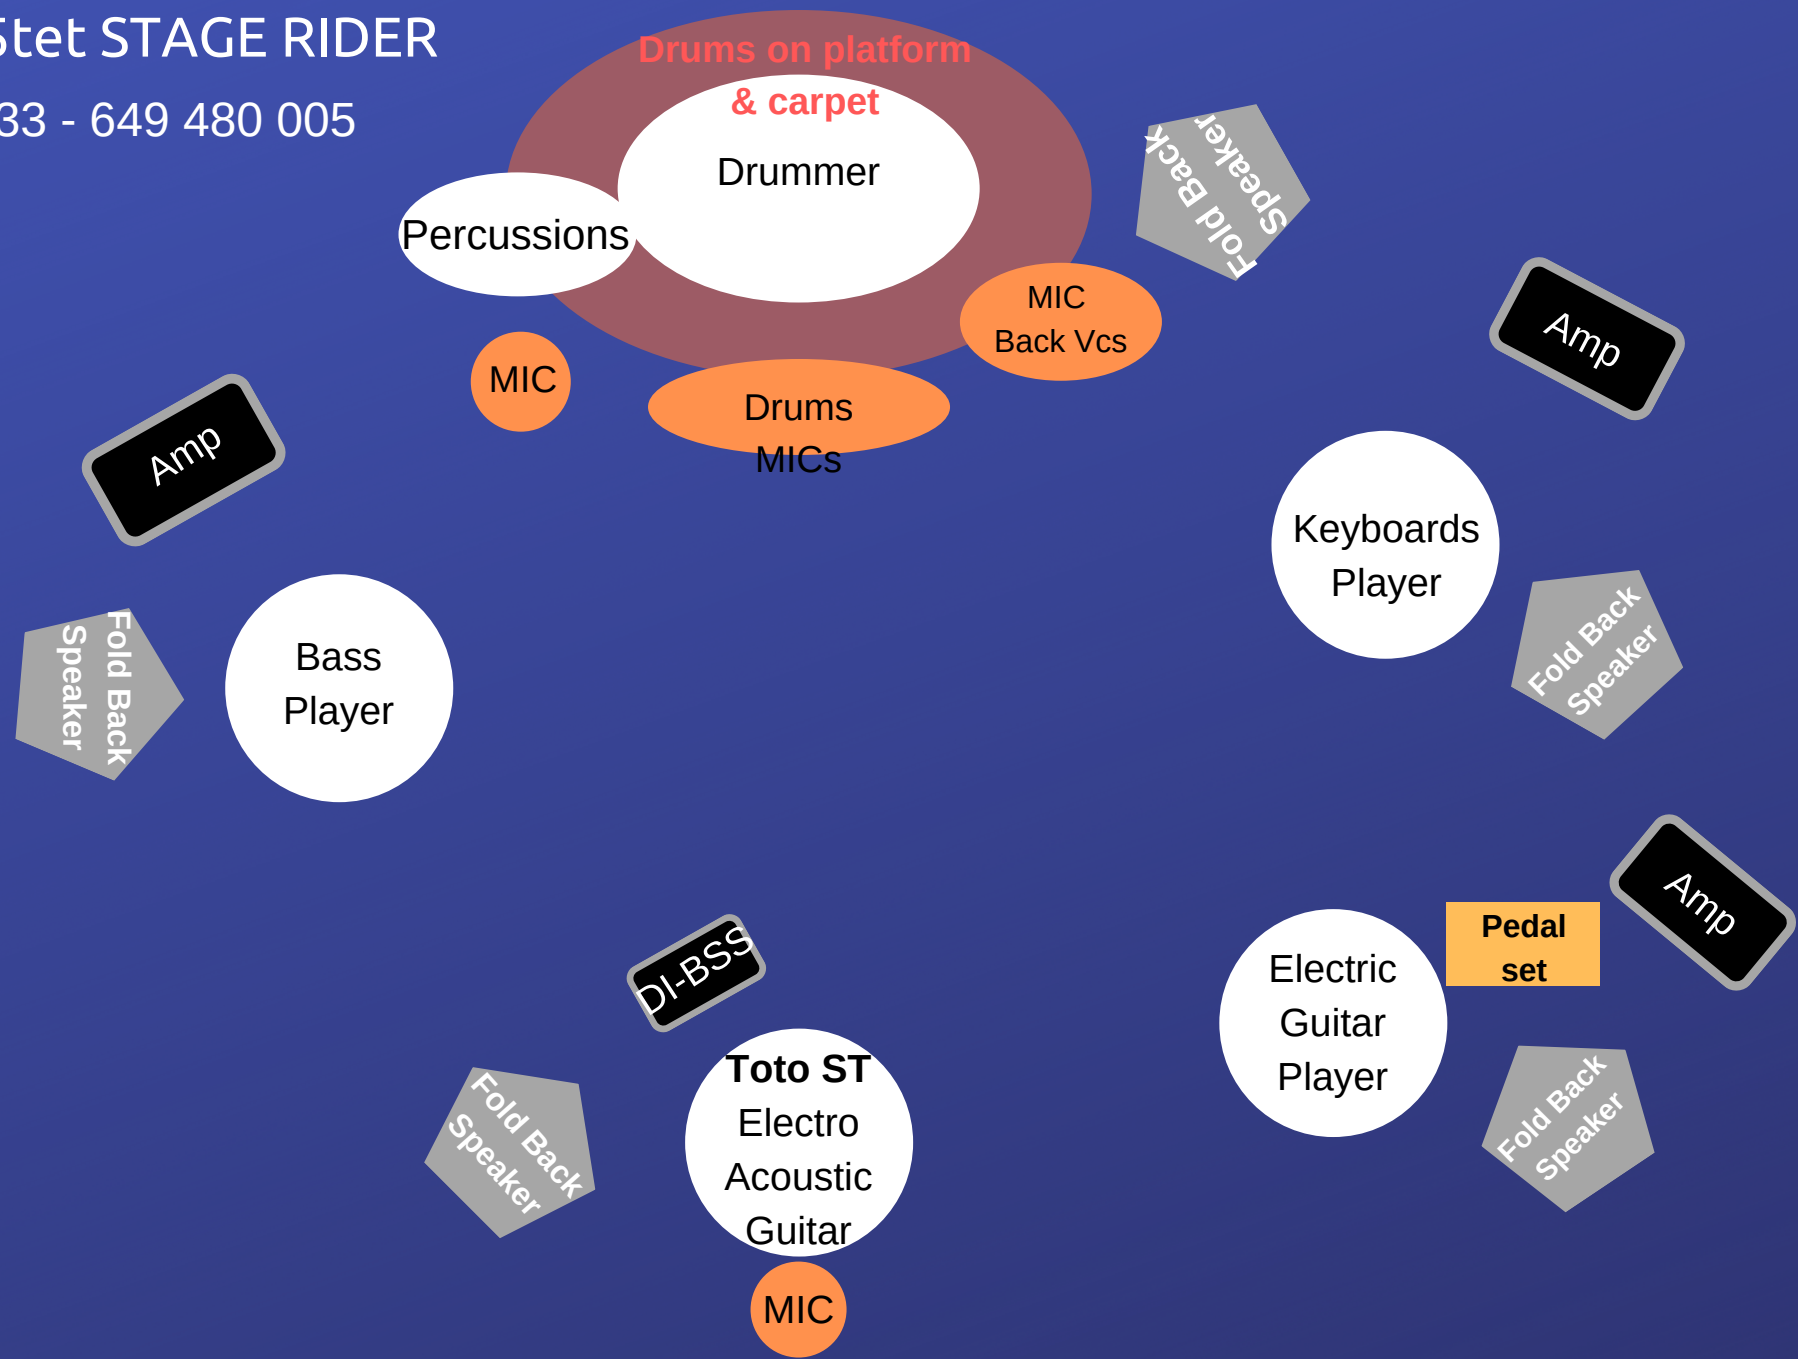 5tet STAGE RIDER
33 - 649 480 005
Drums on platform
& carpet
Drummer
Percussions
Fold Back
Speaker
MIC
Back Vcs
MIC
Drums
MICs
Amp
Amp
Keyboards
Player
Fold Back
Speaker
Bass
Player
Fold Back
Speaker
Amp
Pedal
set
Electric
Guitar
Player
DI-BSS
Toto ST
Electro
Acoustic
Guitar
Fold Back
Speaker
Fold Back
Speaker
MIC